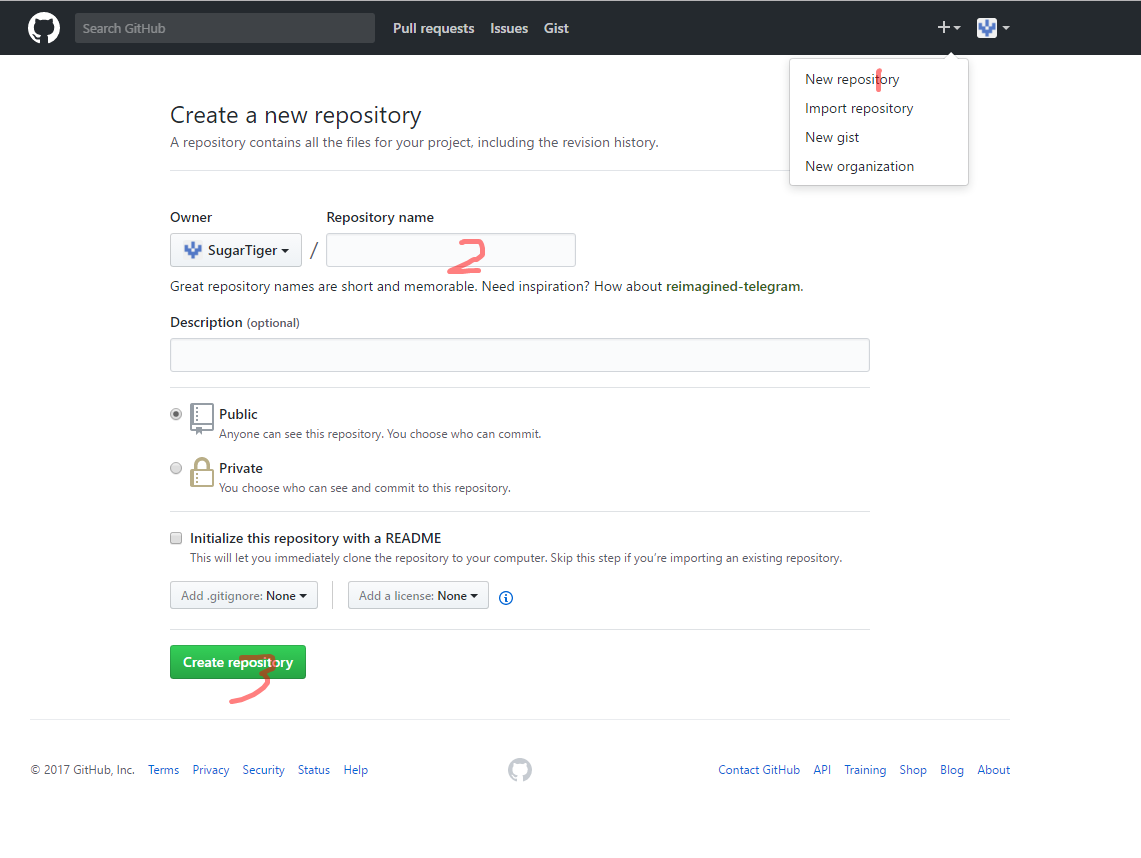 Search GitHub Pull requests Issues Gist
New repository 1
Import repository
New gist
New organization
Create a new repository
A repository contains all the files for your project, including the revision history.
Owner Repository name
SugarTiger / 2
Great repository names are short and memorable. Need inspiration? How about reimagined-telegram.
Description (optional)
Public
Anyone can see this repository. You choose who can commit.
Private
You choose who can see and commit to this repository.
Initialize this repository with a README
This will let you immediately clone the repository to your computer. Skip this step if you're importing an existing repository.
Add .gitignore: None Add a license: None
Create repository 3
© 2017 GitHub, Inc. Terms Privacy Security Status Help Contact GitHub API Training Shop Blog About